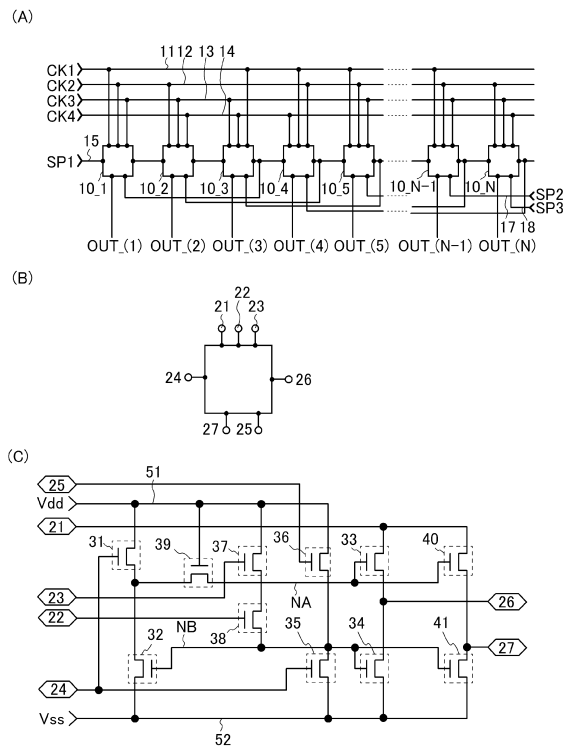 (A)
11 12 13 14
CK1
CK2
CK3
CK4
15
SP1
10_1 10_2 10_3 10_4 10_5 10_N-1 10_N
SP2
SP3
17 18
OUT_(1) OUT_(2) OUT_(3) OUT_(4) OUT_(5) OUT_(N-1) OUT_(N)
(B)
22
21 23
24 26
27 25
(C)
25 51
Vdd
21
31 39 37 36 33 40
23 NA 26
22
NB 38 35 34 41 27
32
24
Vss
52